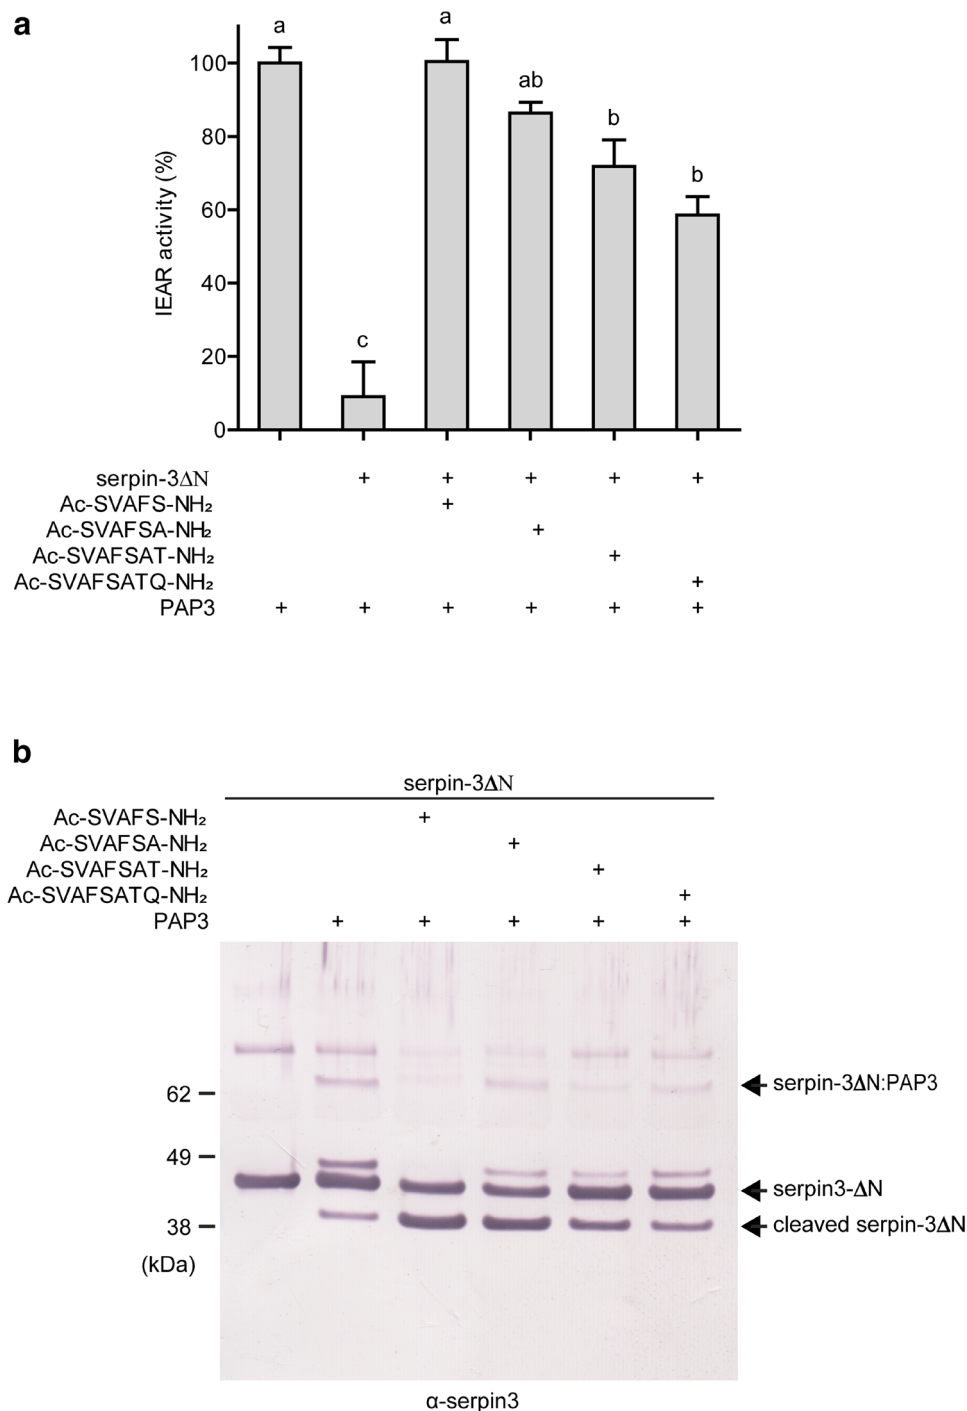 a
a
a
ab
b
b
c
100
80
60
40
20
0
IEAR activity (%)
serpin-3ΔN + + + + +
Ac-SVAFS-NH₂ +
Ac-SVAFSA-NH₂ +
Ac-SVAFSAT-NH₂ +
Ac-SVAFSATQ-NH₂ +
PAP3 + + + + + +
b
serpin-3ΔN
Ac-SVAFS-NH₂ +
Ac-SVAFSA-NH₂ +
Ac-SVAFSAT-NH₂ +
Ac-SVAFSATQ-NH₂ +
PAP3 + + + + +
62
serpin-3ΔN:PAP3
49
serpin3-ΔN
38
cleaved serpin-3ΔN
(kDa)
α-serpin3